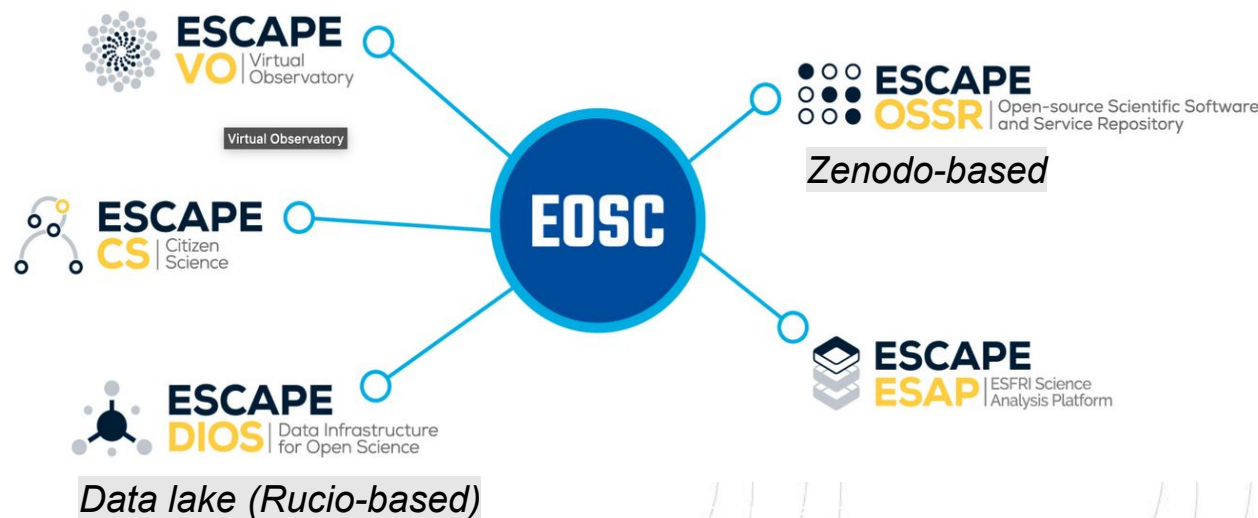 ESCAPE
VO | Virtual
Observatory
Virtual Observatory
ESCAPE
CS | Citizen
Science
ESCAPE
DIOS | Data Infrastructure
for Open Science
Data lake (Rucio-based)
EOSC
ESCAPE
OSSR | Open-source Scientific Software
and Service Repository
Zenodo-based
ESCAPE
ESAP | ESFRI Science
Analysis Platform